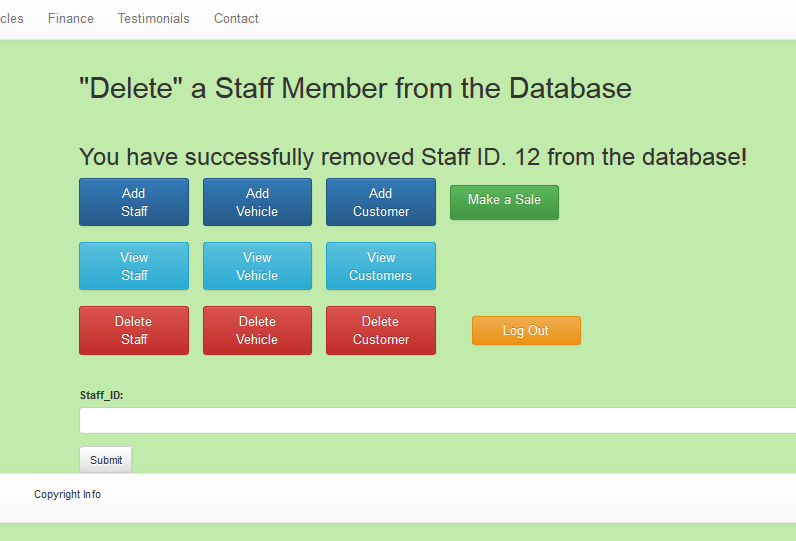 cles Finance Testimonials Contact
"Delete" a Staff Member from the Database
You have successfully removed Staff ID. 12 from the database!
Add
Staff
Add
Vehicle
Add
Customer
Make a Sale
View
Staff
View
Vehicle
View
Customers
Delete
Staff
Delete
Vehicle
Delete
Customer
Log Out
Staff_ID:
Submit
Copyright Info